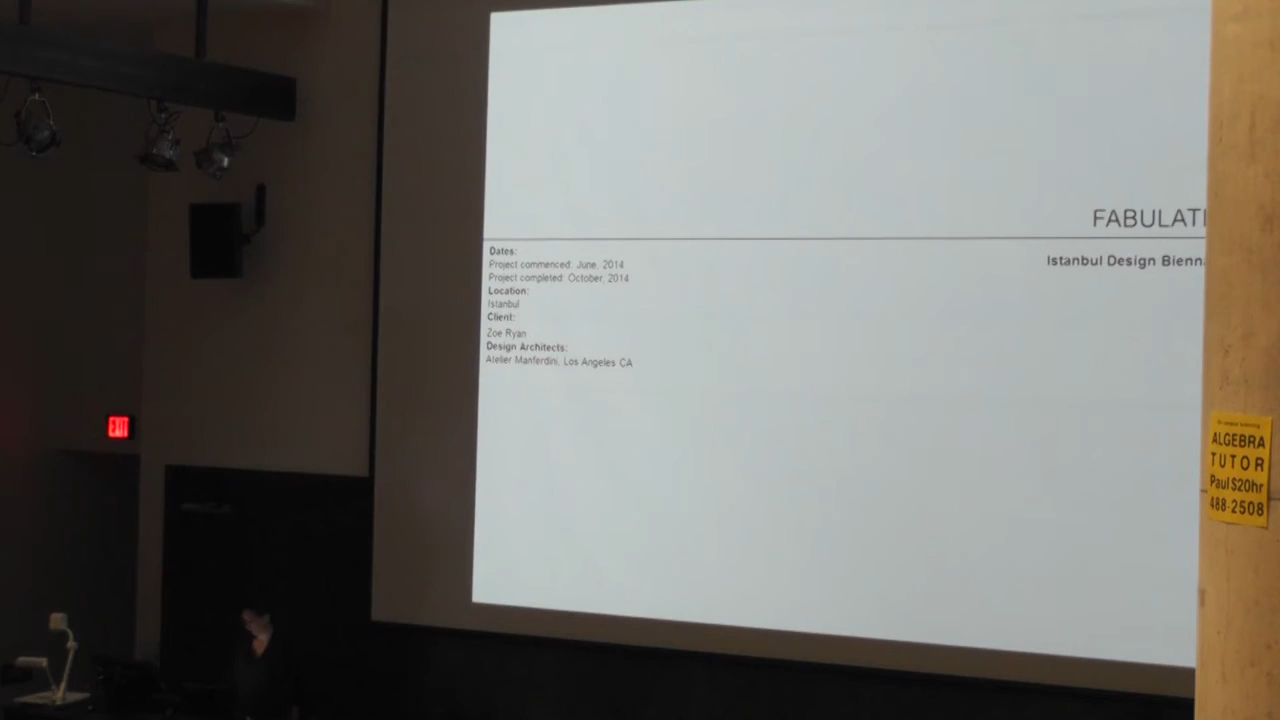 FABULATI
Istanbul Design Bienn
Dates:
Project commenced: June, 2014
Project completed: October, 2014
Location:
Istanbul
Client:
Zoe Ryan
Design Architects:
Atelier Manferdini, Los Angeles CA
EXIT
ALGEBRA
TUTOR
Paul $20hr
488-2508